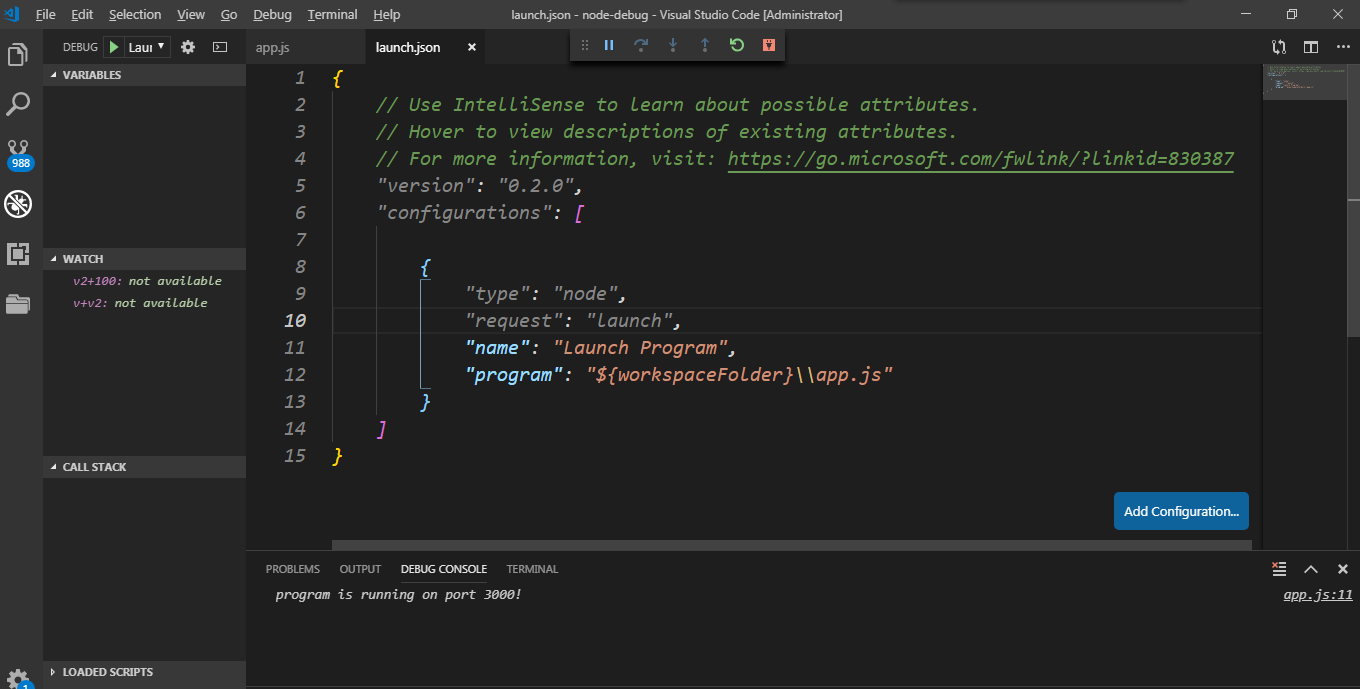 File Edit Selection View Go Debug Terminal Help launch.json - node-debug - Visual Studio Code [Administrator]
DEBUG Lau app.js launch.json
VARIABLES
988
WATCH
v2+100: not available
v+v2: not available
CALL STACK
LOADED SCRIPTS
1
1 {
2 // Use IntelliSense to learn about possible attributes.
3 // Hover to view descriptions of existing attributes.
4 // For more information, visit: https://go.microsoft.com/fwlink/?linkid=830387
5 "version": "0.2.0",
6 "configurations": [
7
8 {
9 "type": "node",
10 "request": "launch",
11 "name": "Launch Program",
12 "program": "${workspaceFolder}\\app.js"
13 }
14 ]
15 }
Add Configuration...
PROBLEMS OUTPUT DEBUG CONSOLE TERMINAL
program is running on port 3000! app.js:11